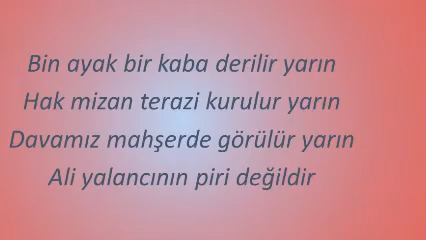 Bin ayak bir kaba derilir yarın
Hak mizan terazi kurulur yarın
Davamız mahşerde görülür yarın
Ali yalancının piri değildir